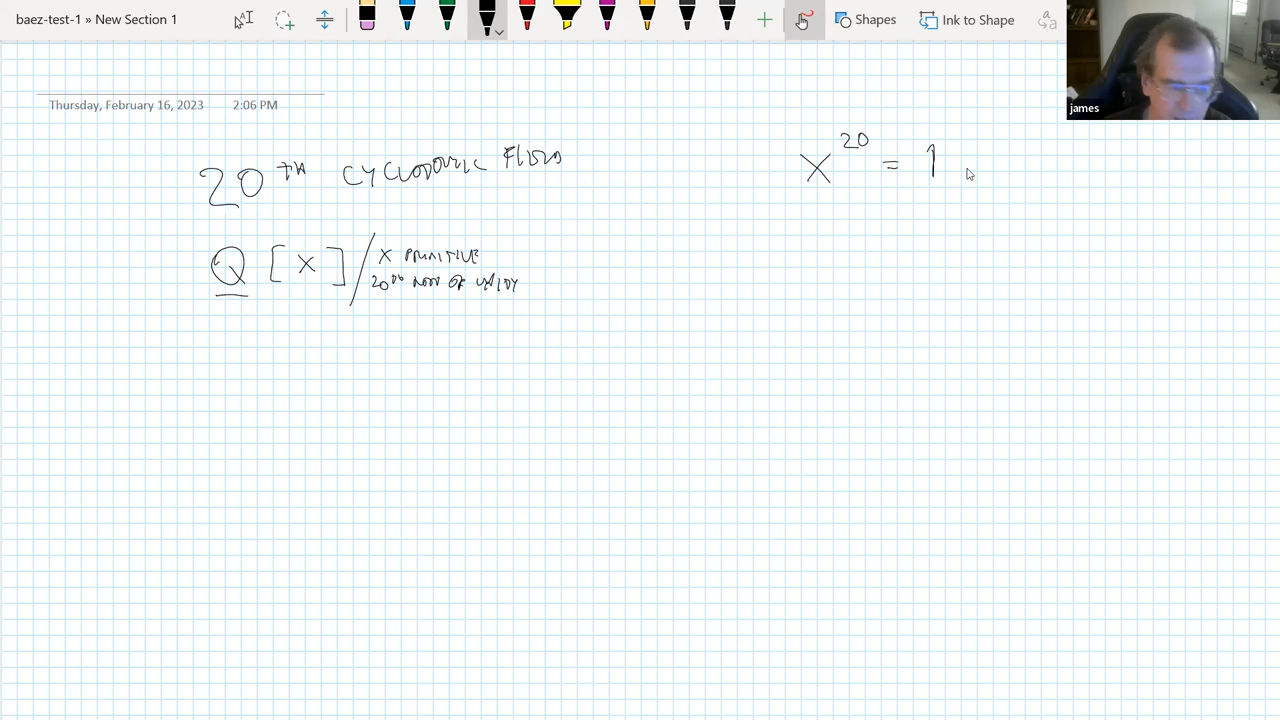 baez-test-1 » New Section 1
Shapes
Ink to Shape
james
Thursday, February 16, 2023 2:06 PM
20TH CYCLOTOMIC FIELD
X^20 = 1
Q [X] / X PRIMITIVE
20th ROOT OF UNITY